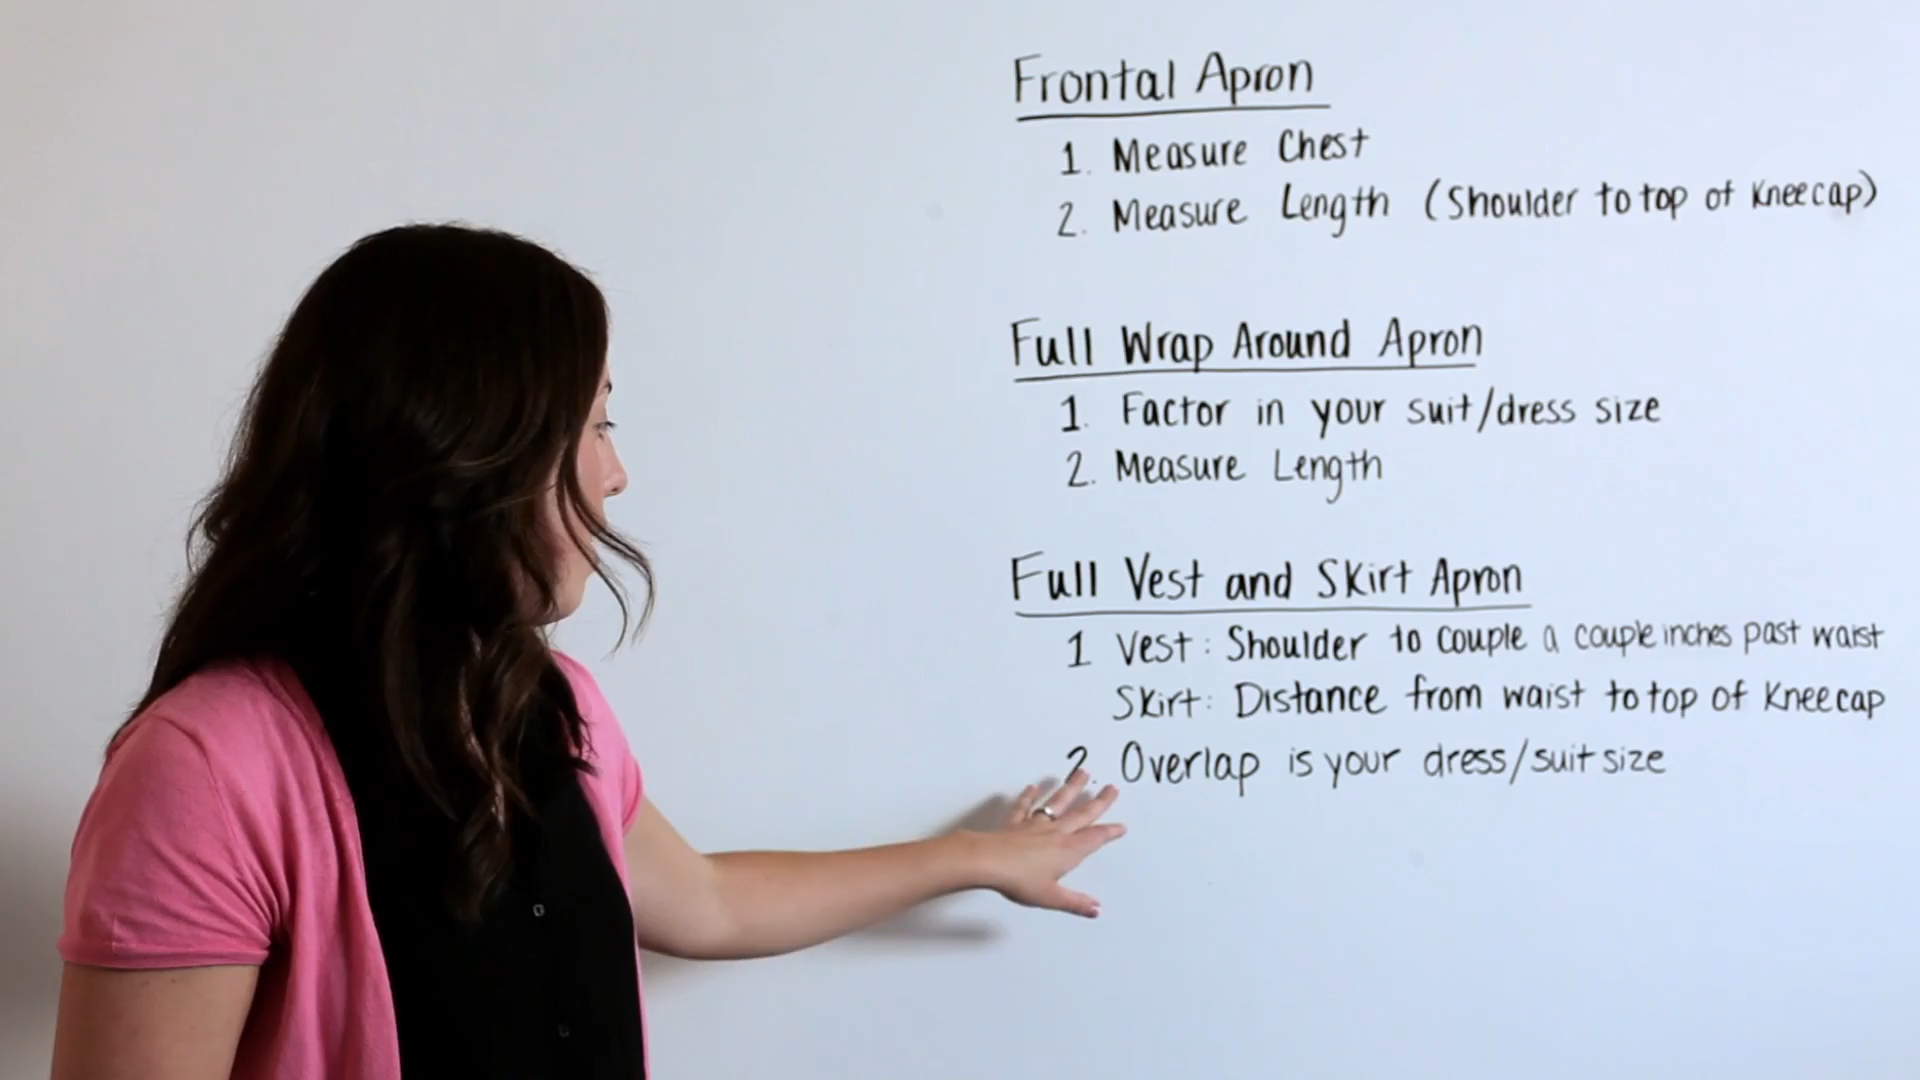 Frontal Apron
1. Measure Chest
2. Measure Length (Shoulder to top of Kneecap)
Full Wrap Around Apron
1. Factor in your suit/dress size
2. Measure Length
Full Vest and Skirt Apron
1 Vest: Shoulder to couple a couple inches past waist
Skirt: Distance from waist to top of Kneecap
2. Overlap is your dress/suit size